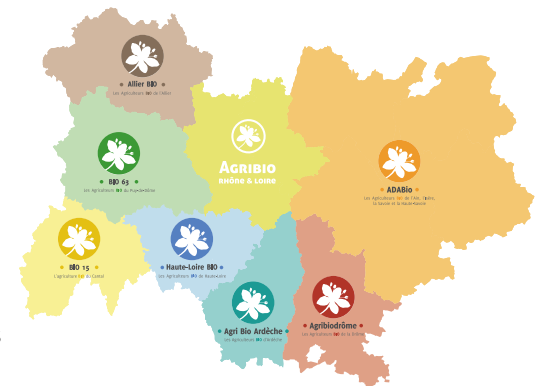 Allier BIO
Les Agriculteurs BIO de l'Allier
AGRIBIO
RHÔNE & LOIRE
BIO 63
Les Agriculteurs BIO du Puy-de-Dôme
ADABio
Les Agriculteurs BIO de l'Ain, l'Isère,
la Savoie et la Haute-Savoie
BIO 15
L'agriculture BIO du Cantal
Haute-Loire BIO
Les Agriculteurs BIO de Haute-Loire
Agri Bio Ardèche
Les Agriculteurs BIO d'Ardèche
Agribiodrôme
Les Agriculteurs BIO de la Drôme